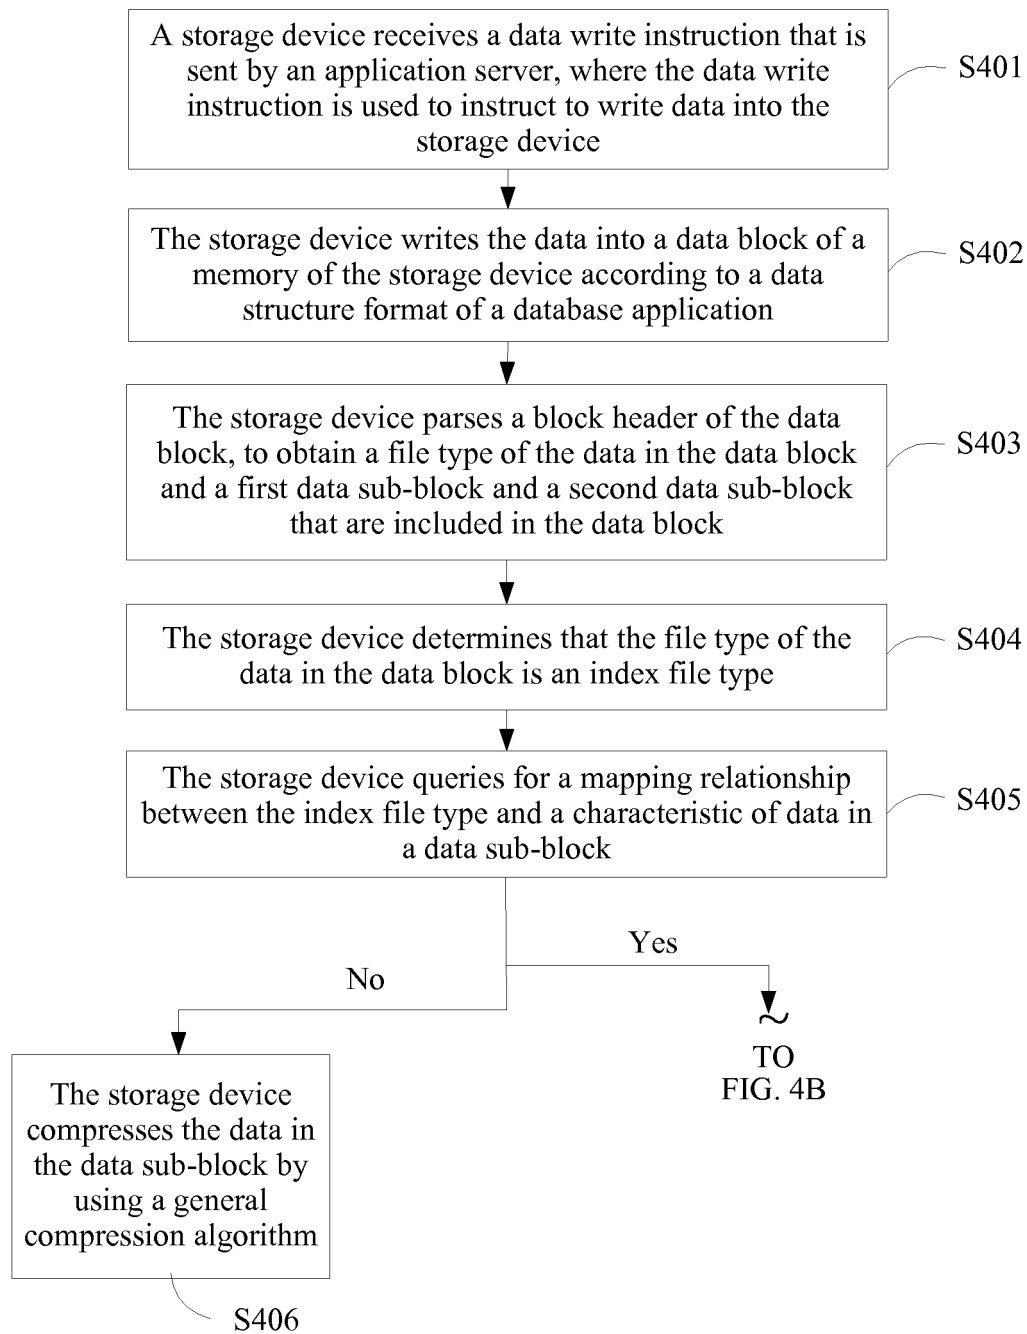 A storage device receives a data write instruction that is
sent by an application server, where the data write
instruction is used to instruct to write data into the
storage device
S401
The storage device writes the data into a data block of a
memory of the storage device according to a data
structure format of a database application
S402
The storage device parses a block header of the data
block, to obtain a file type of the data in the data block
and a first data sub-block and a second data sub-block
that are included in the data block
S403
The storage device determines that the file type of the
data in the data block is an index file type
S404
The storage device queries for a mapping relationship
between the index file type and a characteristic of data in
a data sub-block
S405
Yes
No
~
TO
FIG. 4B
The storage device
compresses the data in
the data sub-block by
using a general
compression algorithm
S406